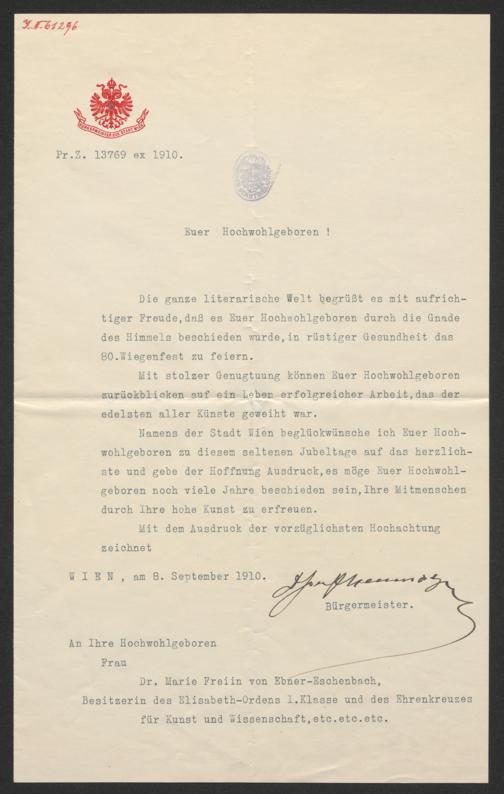 I.N.61296
BÜRGERMEISTER DER STADT WIEN
Pr.Z. 13769 ex 1910.
Euer Hochwohlgeboren !
Die ganze literarische Welt begrüßt es mit aufrich-
tiger Freude,daß es Euer Hochwohlgeboren durch die Gnade
des Himmels beschieden wurde,in rüstiger Gesundheit das
80.Wiegenfest zu feiern.
Mit stolzer Genugtuung können Euer Hochwohlgeboren
zurückblicken auf ein Leben erfolgreicher Arbeit,das der
edelsten aller Künste geweiht war.
Namens der Stadt Wien beglückwünsche ich Euer Hoch-
wohlgeboren zu diesem seltenen Jubeltage auf das herzlich-
ste und gebe der Hoffnung Ausdruck,es möge Euer Hochwohl-
geboren noch viele Jahre beschieden sein,Ihre Mitmenschen
durch Ihre hohe Kunst zu erfreuen.
Mit dem Ausdruck der vorzüglichsten Hochachtung
zeichnet
W I E N , am 8. September 1910.
Bürgermeister.
An Ihre Hochwohlgeboren
Frau
Dr. Marie Freiin von Ebner-Eschenbach,
Besitzerin des Elisabeth-Ordens I.Klasse und des Ehrenkreuzes
für Kunst und Wissenschaft,etc.etc.etc.